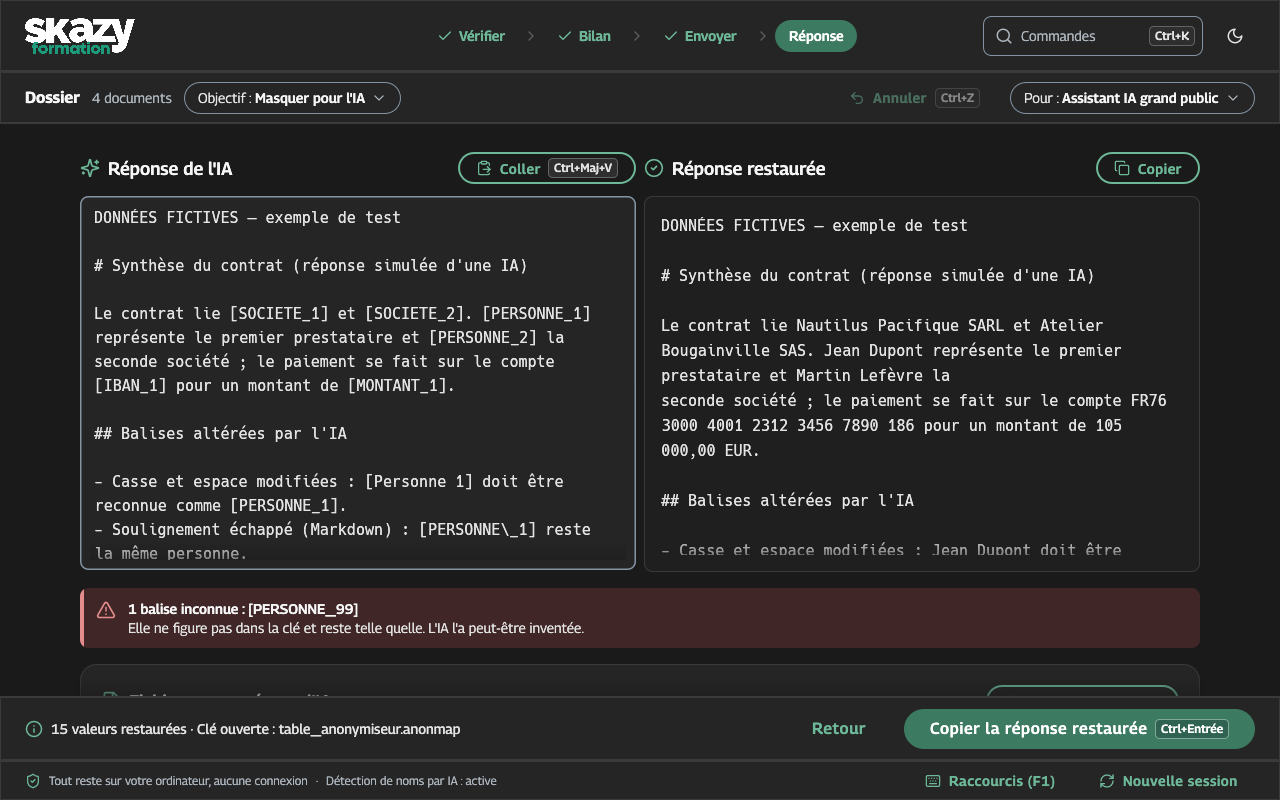 skazy
formation
Vérifier
Bilan
Envoyer
Réponse
Commandes
Ctrl+K
Dossier
4 documents
Objectif : Masquer pour l'IA
Annuler
Ctrl+Z
Pour : Assistant IA grand public
Réponse de l'IA
Coller
Ctrl+Maj+V
Réponse restaurée
Copier
DONNÉES FICTIVES – exemple de test
# Synthèse du contrat (réponse simulée d'une IA)
Le contrat lie [SOCIETE_1] et [SOCIETE_2]. [PERSONNE_1]
représente le premier prestataire et [PERSONNE_2] la
seconde société ; le paiement se fait sur le compte
[IBAN_1] pour un montant de [MONTANT_1].
## Balises altérées par l'IA
- Casse et espace modifiées : [Personne 1] doit être
reconnue comme [PERSONNE_1].
- Soulignement échappé (Markdown) : [PERSONNE\_1] reste
la même personne.
DONNÉES FICTIVES – exemple de test
# Synthèse du contrat (réponse simulée d'une IA)
Le contrat lie Nautilus Pacifique SARL et Atelier
Bougainville SAS. Jean Dupont représente le premier
prestataire et Martin Lefèvre la
seconde société ; le paiement se fait sur le compte FR76
3000 4001 2312 3456 7890 186 pour un montant de 105
000,00 EUR.
## Balises altérées par l'IA
- Casse et espace modifiées : Jean Dupont doit être
1 balise inconnue : [PERSONNE_99]
Elle ne figure pas dans la clé et reste telle quelle. L'IA l'a peut-être inventée.
15 valeurs restaurées · Clé ouverte : table_anonymiseur.anonmap
Retour
Copier la réponse restaurée
Ctrl+Entrée
Tout reste sur votre ordinateur, aucune connexion · Détection de noms par IA : active
Raccourcis (F1)
Nouvelle session